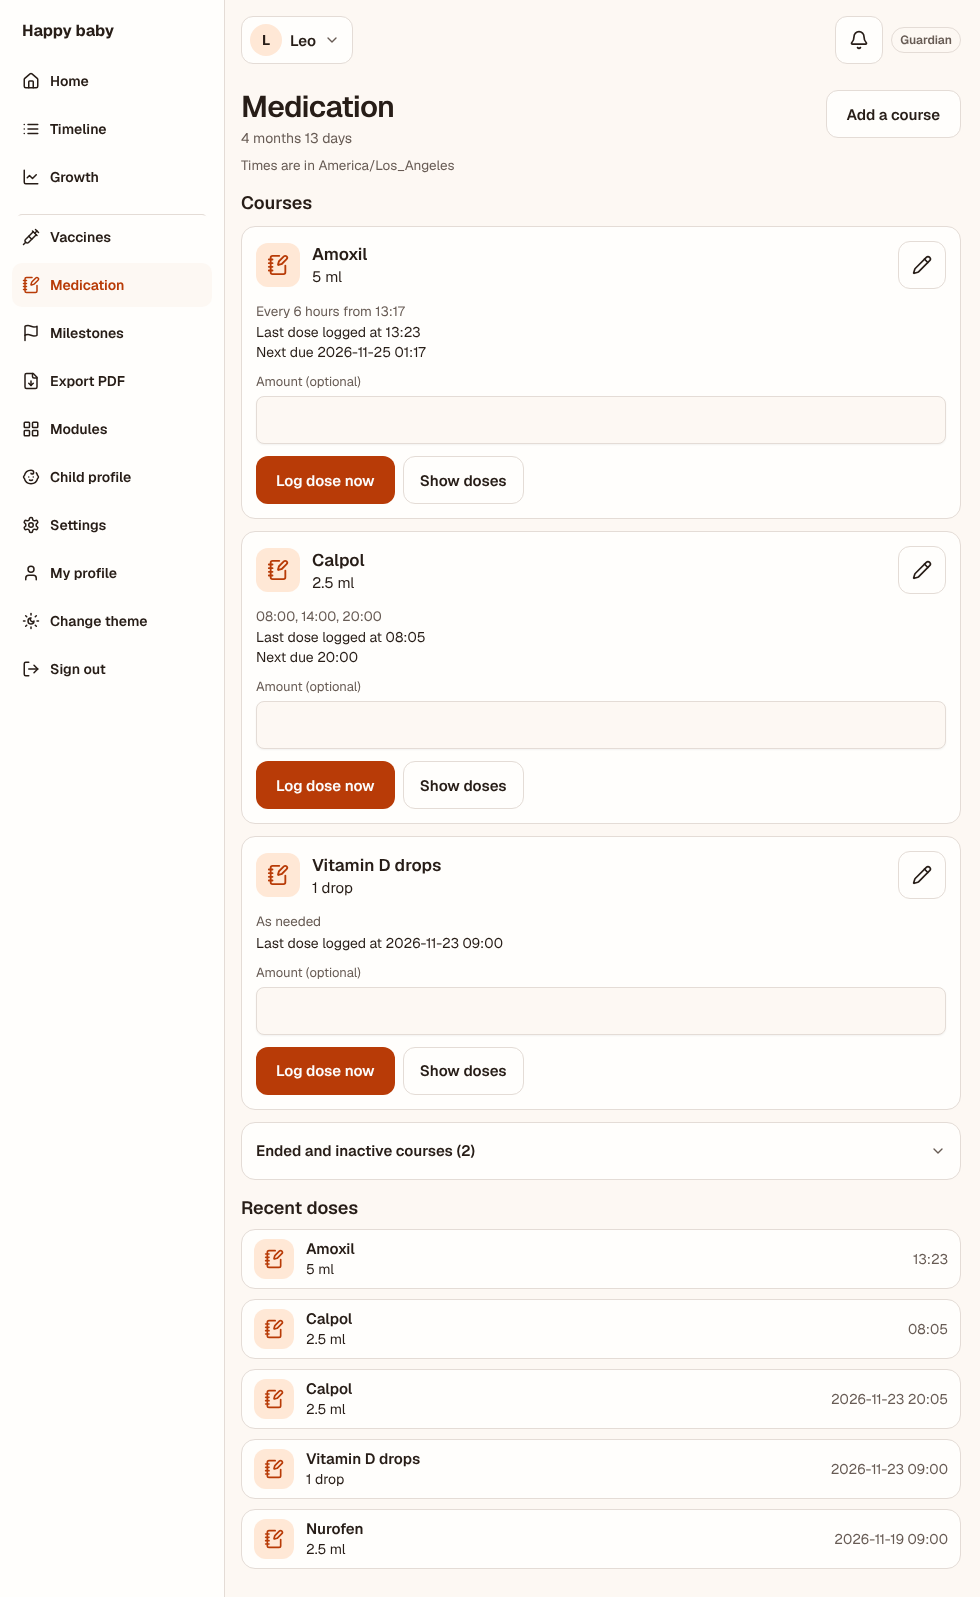 Happy baby
Home
Timeline
Growth
Vaccines
Medication
Milestones
Export PDF
Modules
Child profile
Settings
My profile
Change theme
Sign out
L Leo
Guardian
Medication
4 months 13 days
Times are in America/Los_Angeles
Add a course
Courses
Amoxil
5 ml
Every 6 hours from 13:17
Last dose logged at 13:23
Next due 2026-11-25 01:17
Amount (optional)
Log dose now Show doses
Calpol
2.5 ml
08:00, 14:00, 20:00
Last dose logged at 08:05
Next due 20:00
Amount (optional)
Log dose now Show doses
Vitamin D drops
1 drop
As needed
Last dose logged at 2026-11-23 09:00
Amount (optional)
Log dose now Show doses
Ended and inactive courses (2)
Recent doses
Amoxil
5 ml
13:23
Calpol
2.5 ml
08:05
Calpol
2.5 ml
2026-11-23 20:05
Vitamin D drops
1 drop
2026-11-23 09:00
Nurofen
2.5 ml
2026-11-19 09:00